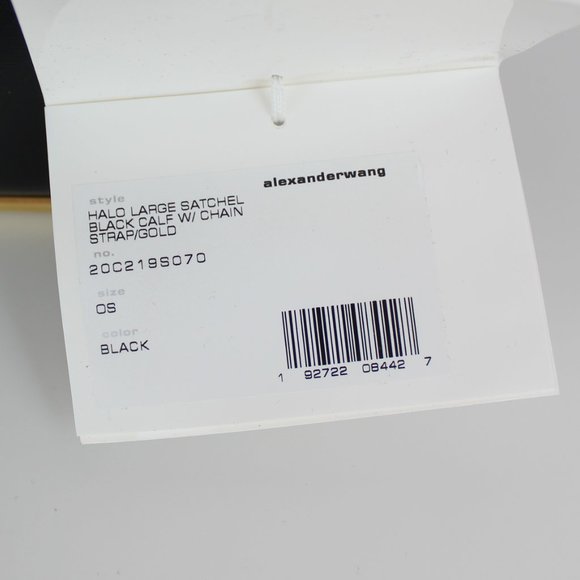 alexanderwang
style
HALO LARGE SATCHEL
BLACK CALF W/ CHAIN
STRAP/GOLD
no.
20C219S070
size
OS
color
BLACK
1 92722 08442 7